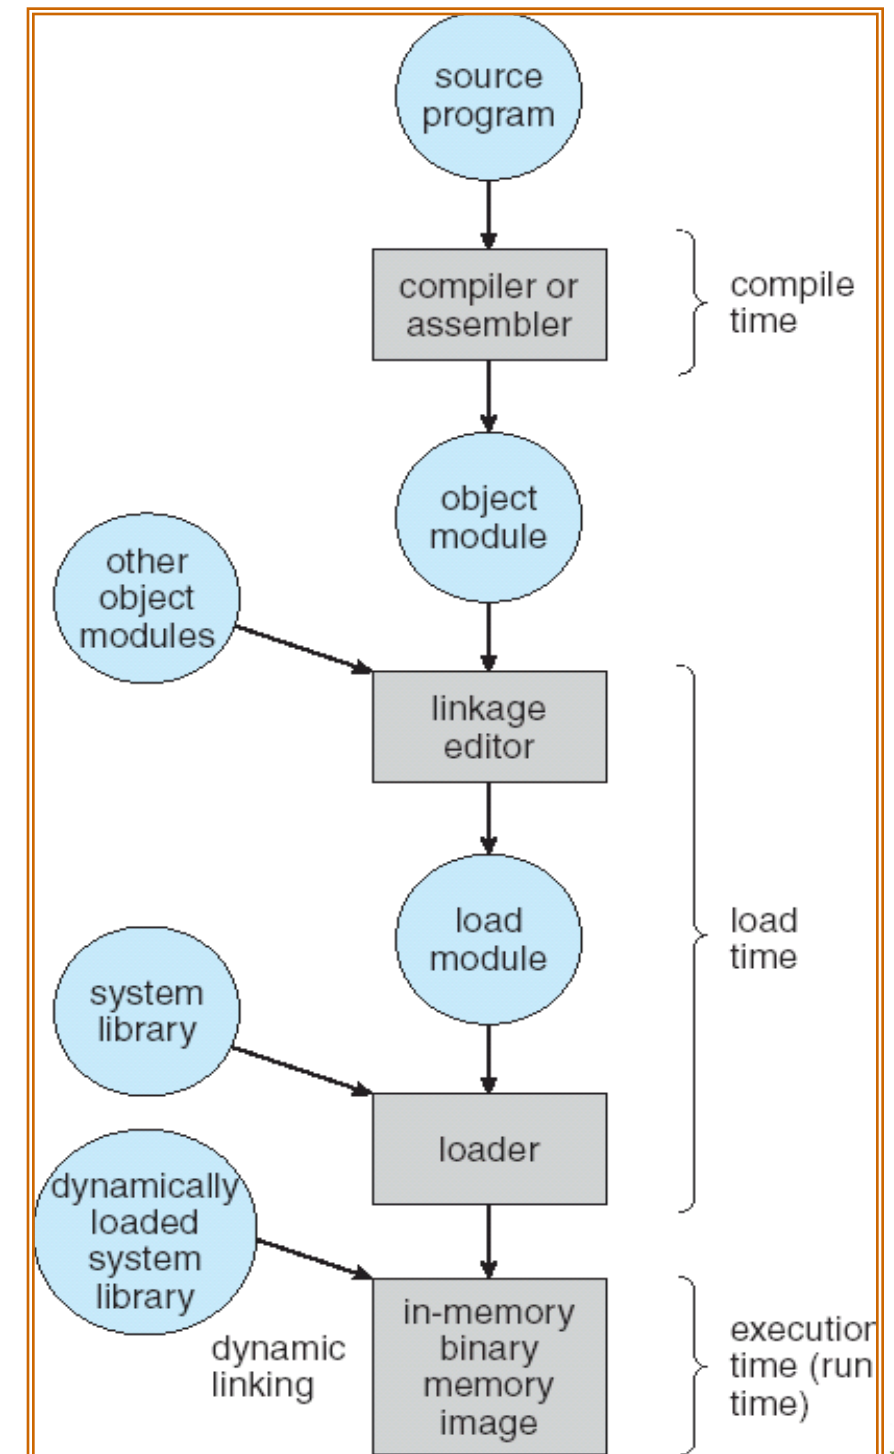 source
program
compiler or
assembler
compile
time
object
module
other
object
modules
linkage
editor
load
module
load
time
system
library
loader
dynamically
loaded
system
library
dynamic
linking
in-memory
binary
memory
image
execution
time (run
time)